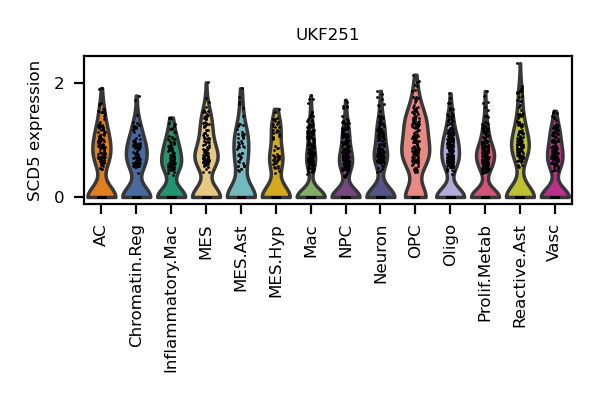 UKF251
SCD5 expression
2
0
AC
Chromatin.Reg
Inflammatory.Mac
MES
MES.Ast
MES.Hyp
Mac
NPC
Neuron
OPC
Oligo
Prolif.Metab
Reactive.Ast
Vasc